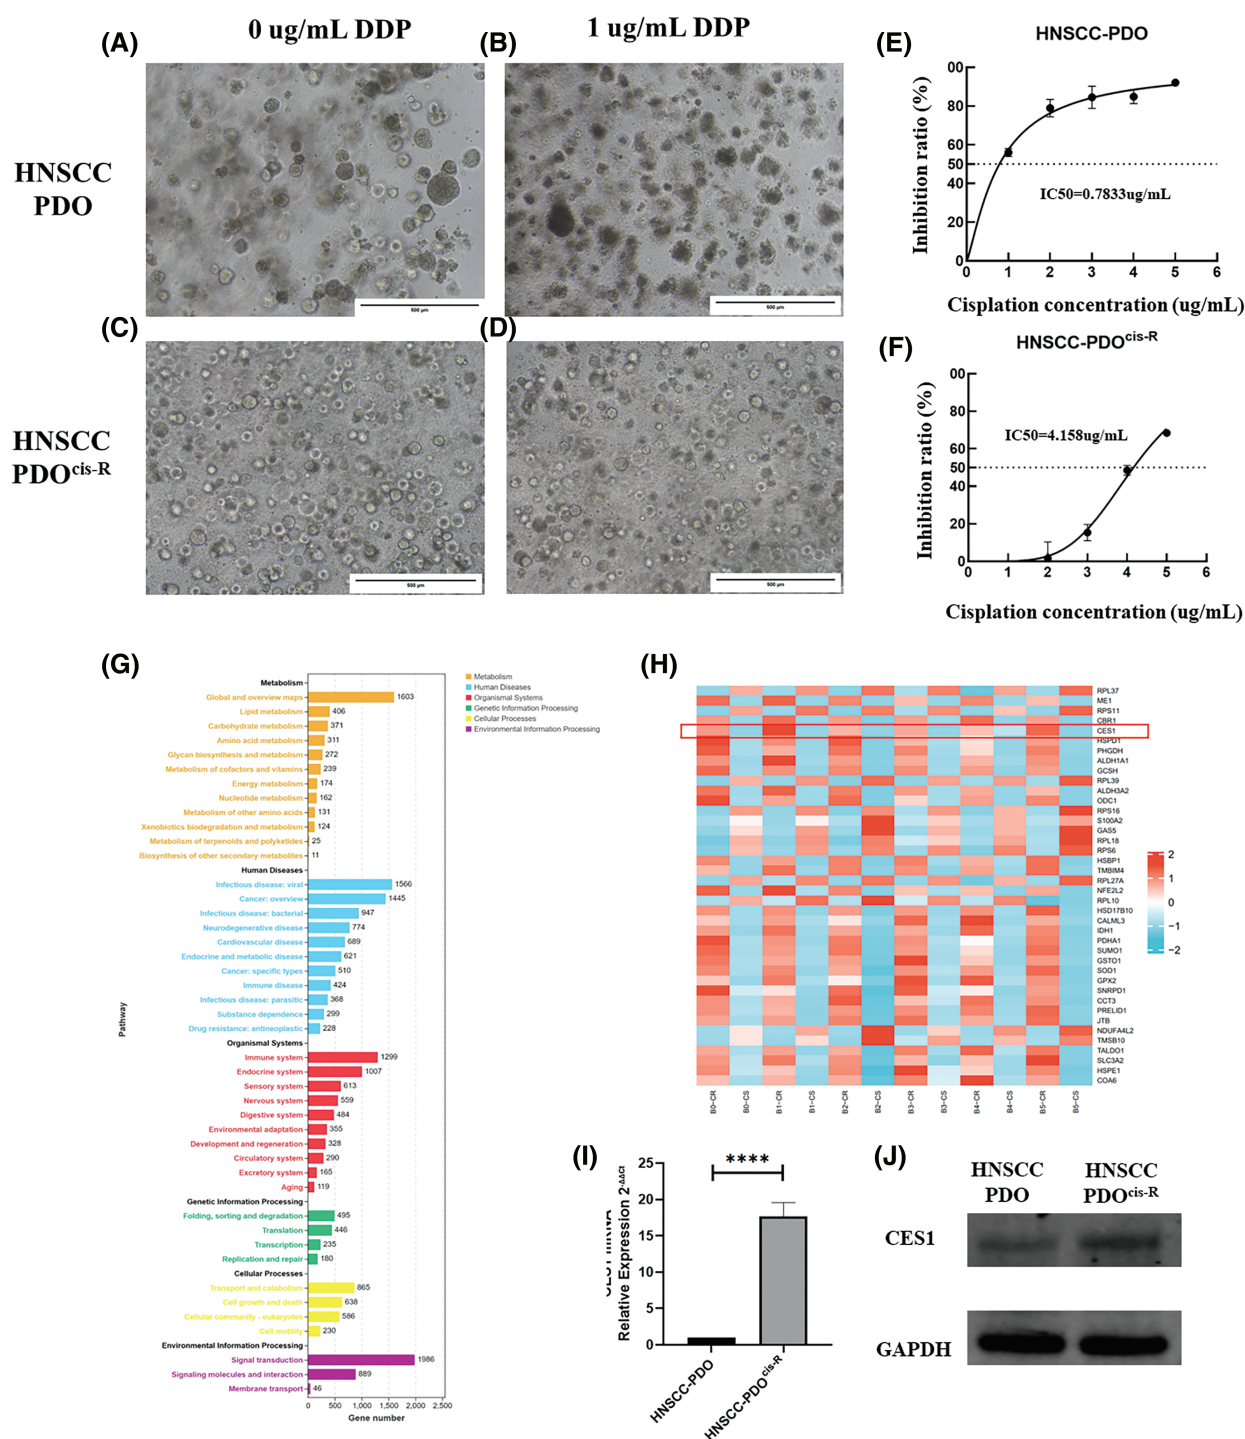 0 ug/mL DDP
1 ug/mL DDP
(A)
(B)
HNSCC
PDO
500 μm
500 μm
(C)
(D)
HNSCC
PDOcis-R
500 μm
500 μm
(E)
HNSCC-PDO
Inhibition ratio (%)
00
80
60
50
40
20
0
IC50=0.7833ug/mL
0 1 2 3 4 5 6
Cisplation concentration (ug/mL)
(F)
HNSCC-PDOcis-R
Inhibition ratio (%)
00
80
60
50
40
20
0
IC50=4.158ug/mL
0 1 2 3 4 5 6
Cisplation concentration (ug/mL)
(G)
Pathway
Metabolism
Global and overview maps 1603
Lipid metabolism 406
Carbohydrate metabolism 371
Amino acid metabolism 311
Glycan biosynthesis and metabolism 272
Metabolism of cofactors and vitamins 239
Energy metabolism 174
Nucleotide metabolism 162
Metabolism of other amino acids 131
Xenobiotics biodegradation and metabolism 124
Metabolism of terpenoids and polyketides 25
Biosynthesis of other secondary metabolites 11
Human Diseases
Infectious disease: viral 1566
Cancer: overview 1445
Infectious disease: bacterial 947
Neurodegenerative disease 774
Cardiovascular disease 689
Endocrine and metabolic disease 621
Cancer: specific types 510
Immune disease 424
Infectious disease: parasitic 368
Substance dependence 299
Drug resistance: antineoplastic 228
Organismal Systems
Immune system 1299
Endocrine system 1007
Sensory system 613
Nervous system 559
Digestive system 484
Environmental adaptation 355
Development and regeneration 328
Circulatory system 290
Excretory system 165
Aging 119
Genetic Information Processing
Folding, sorting and degradation 495
Translation 446
Transcription 235
Replication and repair 180
Cellular Processes
Transport and catabolism 865
Cell growth and death 638
Cellular community - eukaryotes 586
Cell motility 230
Environmental Information Processing
Signal transduction 1986
Signaling molecules and interaction 889
Membrane transport 46
0 500 1,000 1,500 2,000 2,500
Gene number
Metabolism
Human Diseases
Organismal Systems
Genetic Information Processing
Cellular Processes
Environmental Information Processing
(H)
RPL37
ME1
RPS11
CBR1
CES1
HSPD1
PHGDH
ALDH1A1
GCSH
RPL39
ALDH3A2
ODC1
RPS16
S100A2
GAS5
RPL18
RPS6
HSBP1
TMBIM4
RPL27A
NFE2L2
RPL10
HSD17B10
CALML3
IDH1
PDHA1
SUMO1
GSTO1
SOD1
GPX2
SNRPD1
CCT3
PRELID1
JTB
NDUFA4L2
TMSB10
TALDO1
SLC3A2
HSPE1
COA6
B0-CR B0-CS B1-CR B1-CS B2-CR B2-CS B3-CR B3-CS B4-CR B4-CS B5-CR B5-CS
2
1
0
−1
−2
(I)
Relative Expression 2-ΔΔCt
25
20
15
10
5
0
****
HNSCC-PDO
HNSCC-PDOcis-R
(J)
HNSCC
PDO
HNSCC
PDOcis-R
CES1
GAPDH